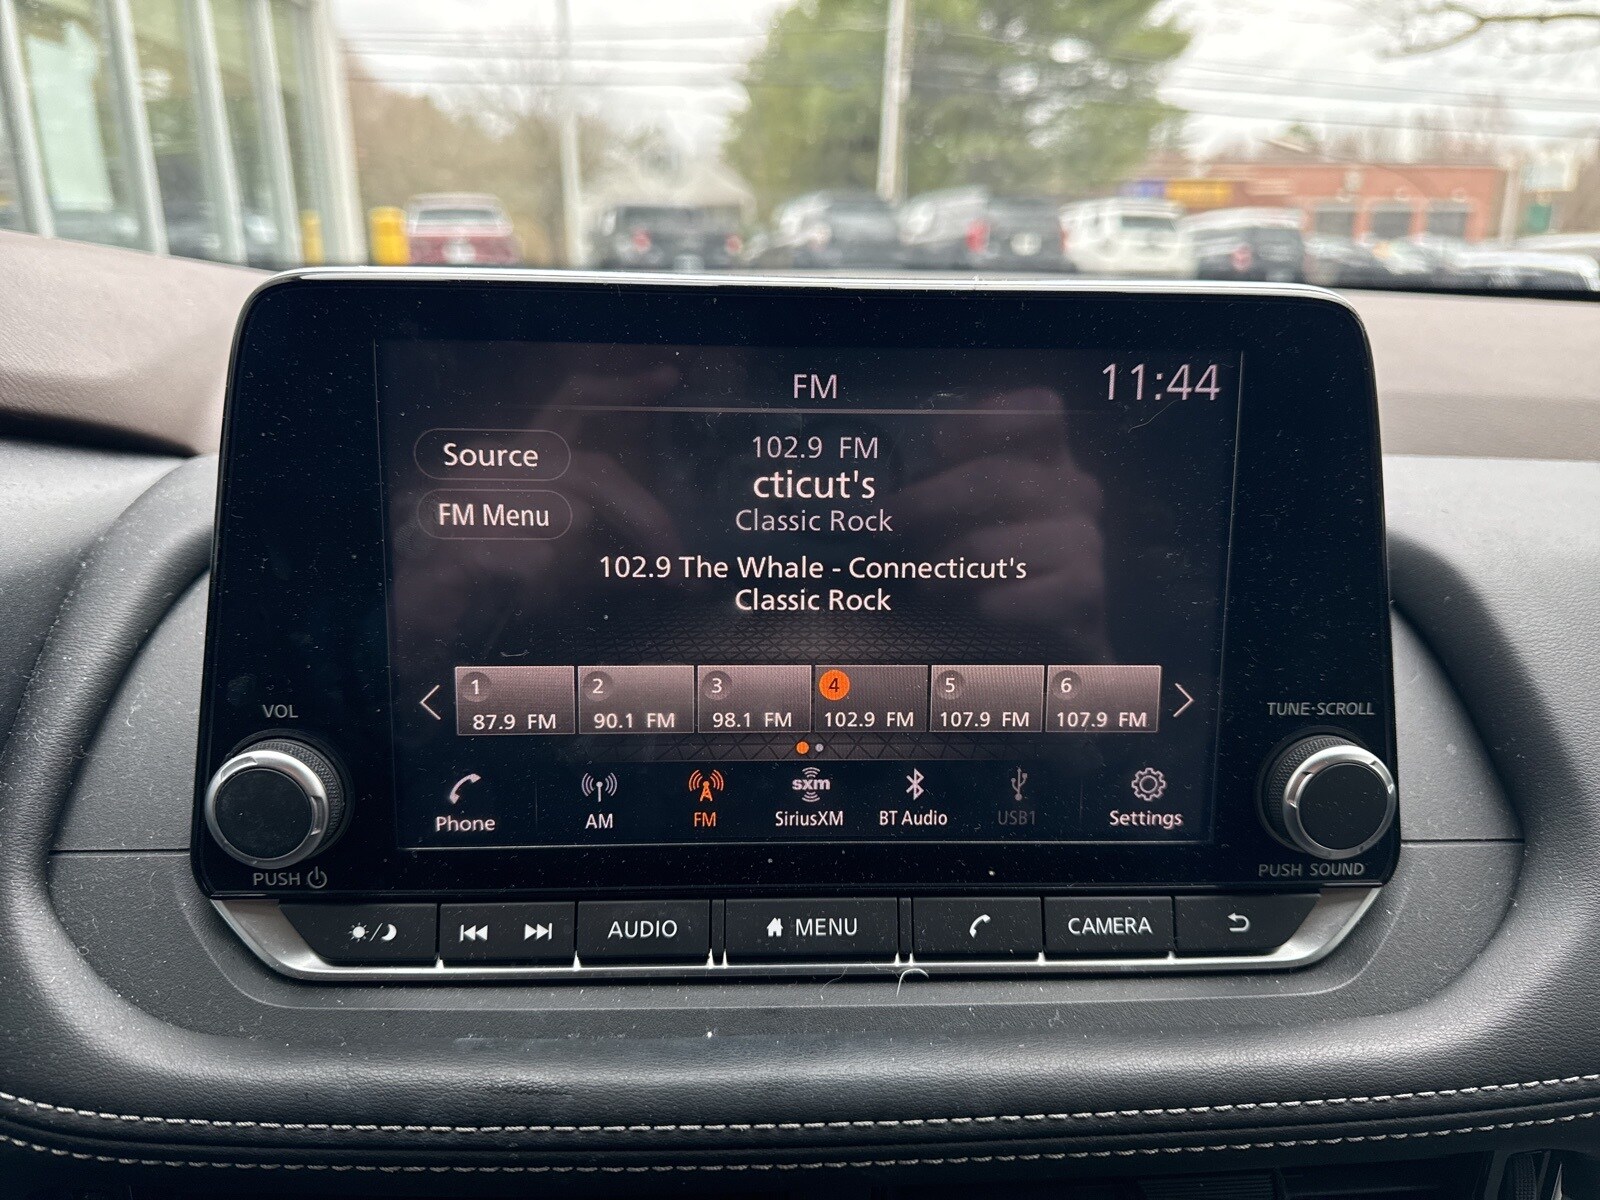 FM
11:44
Source
FM Menu
102.9 FM
cticut's
Classic Rock
102.9 The Whale - Connecticut's
Classic Rock
1
87.9 FM
2
90.1 FM
3
98.1 FM
4
102.9 FM
5
107.9 FM
6
107.9 FM
Phone
AM
FM
sxm
SiriusXM
BT Audio
USB1
Settings
VOL
PUSH
TUNE·SCROLL
PUSH SOUND
AUDIO
MENU
CAMERA